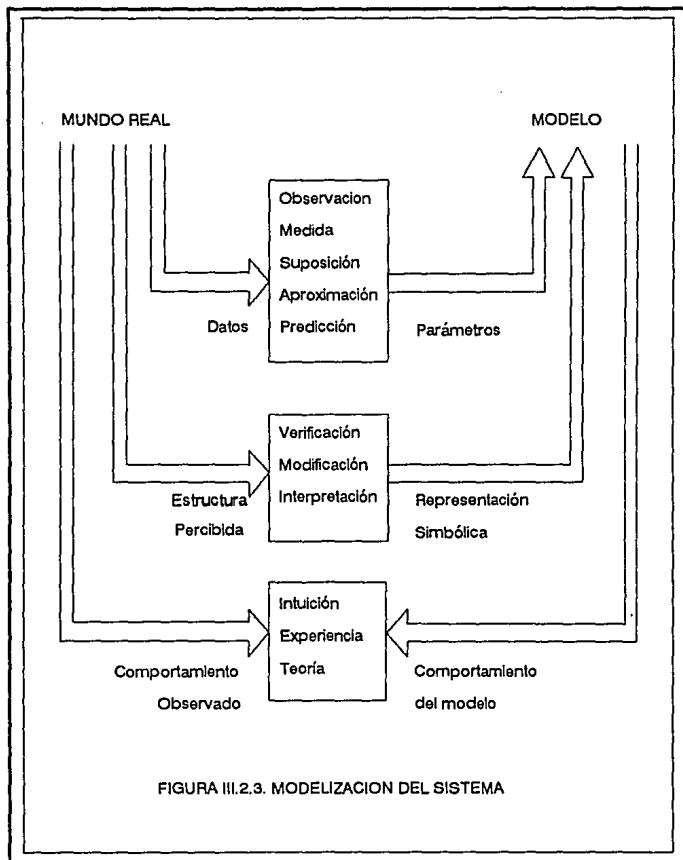 MUNDO REAL
MODELO
Observacion
Medida
Suposición
Aproximación
Predicción
Datos
Parámetros
Verificación
Modificación
Interpretación
Estructura
Percibida
Representación
Simbólica
Intuición
Experiencia
Teoría
Comportamiento
Observado
Comportamiento
del modelo
FIGURA III.2.3. MODELIZACION DEL SISTEMA